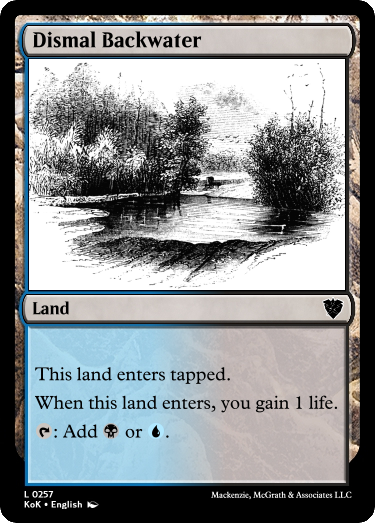 Dismal Backwater
Land
This land enters tapped.
When this land enters, you gain 1 life.
: Add or .
L 0257
KoK • English
Mackenzie, McGrath & Associates LLC